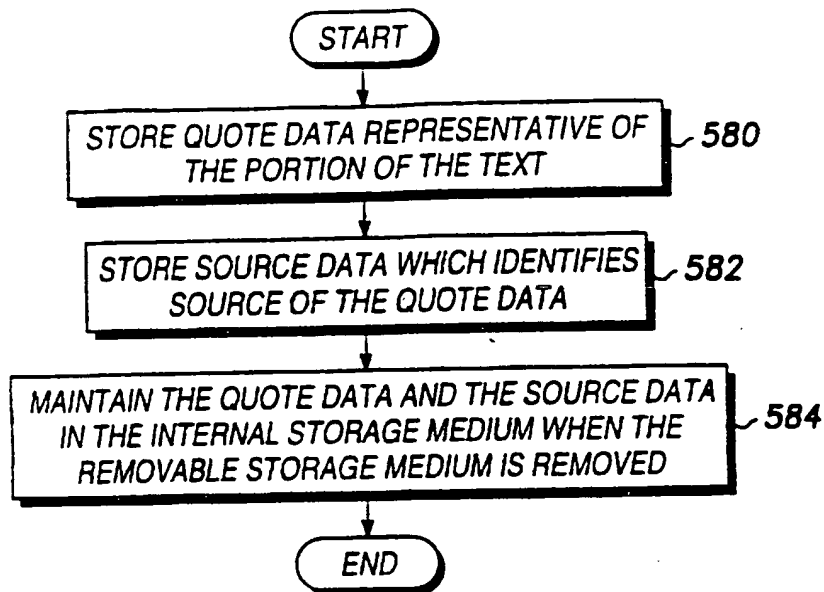 START
STORE QUOTE DATA REPRESENTATIVE OF
THE PORTION OF THE TEXT
580
STORE SOURCE DATA WHICH IDENTIFIES
SOURCE OF THE QUOTE DATA
582
MAINTAIN THE QUOTE DATA AND THE SOURCE DATA
IN THE INTERNAL STORAGE MEDIUM WHEN THE
REMOVABLE STORAGE MEDIUM IS REMOVED
584
END